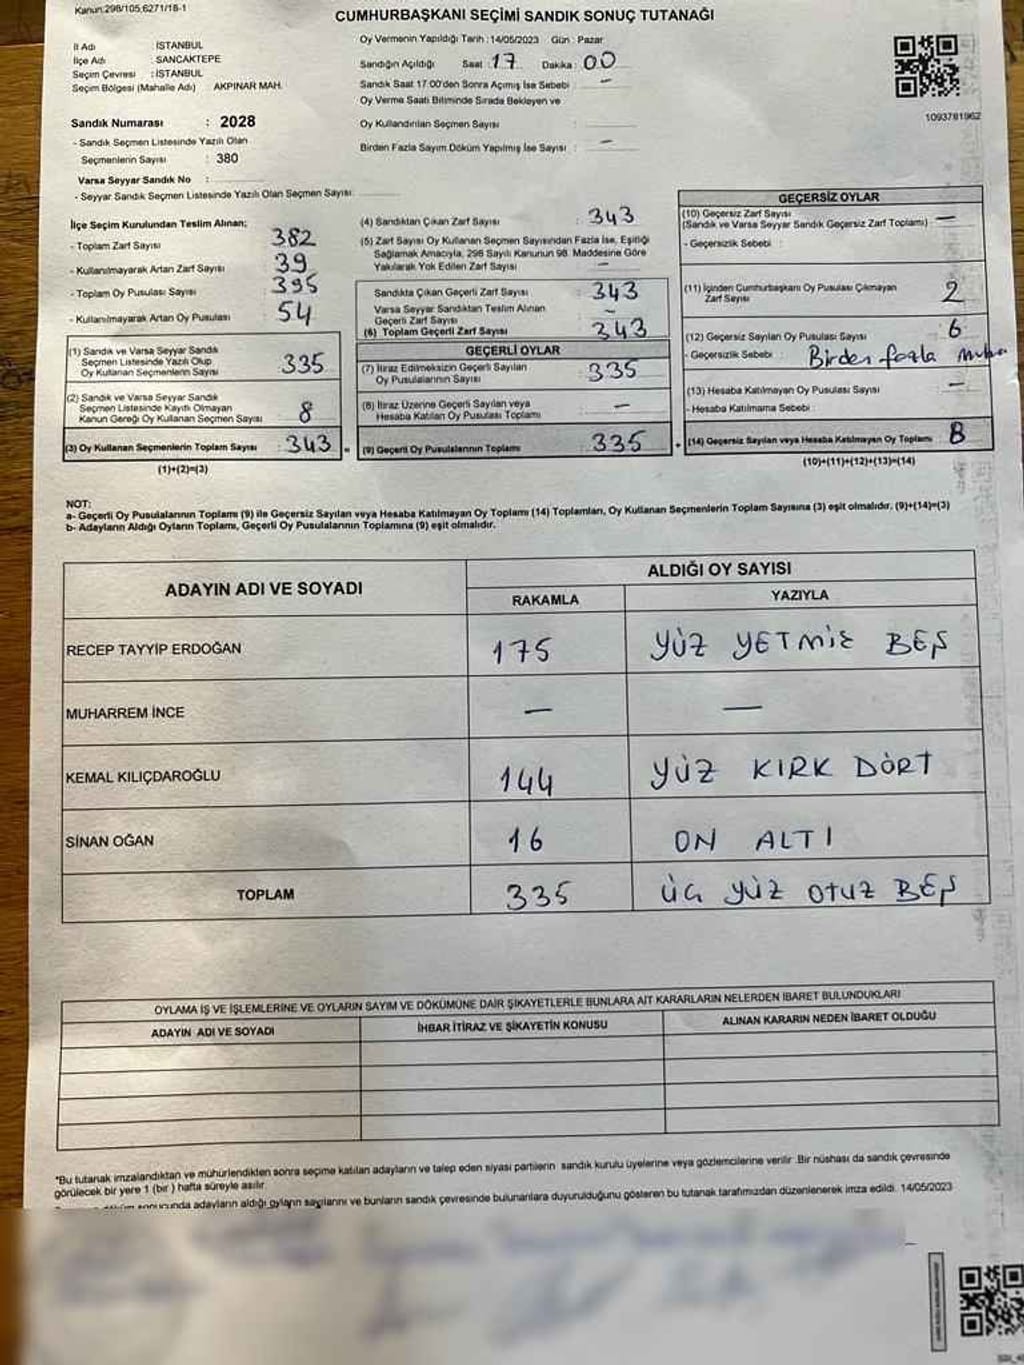 Kanun:298/105,6271/18-1
CUMHURBAŞKANI SEÇİMİ SANDIK SONUÇ TUTANAĞI
İl Adı : İSTANBUL
İlçe Adı : SANCAKTEPE
Seçim Çevresi : İSTANBUL
Seçim Bölgesi (Mahalle Adı) AKPINAR MAH.
Sandık Numarası : 2028
- Sandık Seçmen Listesinde Yazılı Olan
Seçmenlerin Sayısı : 380
Varsa Seyyar Sandık No :
- Seyyar Sandık Seçmen Listesinde Yazılı Olan Seçmen Sayısı:
Oy Vermenin Yapıldığı Tarih : 14/05/2023 Gün : Pazar
Sandığın Açıldığı Saat : 17 Dakika : 00
Sandık Saat 17:00'den Sonra Açılmış İse Sebebi : —
Oy Verme Saati Bitiminde Sırada Bekleyen ve
Oy Kullandırılan Seçmen Sayısı :
Birden Fazla Sayım Döküm Yapılmış İse Sayısı : —
1093781962
İlçe Seçim Kurulundan Teslim Alınan;
- Toplam Zarf Sayısı : 382
- Kullanılmayarak Artan Zarf Sayısı : 39
- Toplam Oy Pusulası Sayısı : 395
- Kullanılmayarak Artan Oy Pusulası : 54
(1) Sandık ve Varsa Seyyar Sandık
Seçmen Listesinde Yazılı Olup
Oy Kullanan Seçmenlerin Sayısı : 335
(2) Sandık ve Varsa Seyyar Sandık
Seçmen Listesinde Kayıtlı Olmayan
Kanun Gereği Oy Kullanan Seçmen Sayısı : 8
(3) Oy Kullanan Seçmenlerin Toplam Sayısı : 343
(1)+(2)=(3)
(4) Sandıktan Çıkan Zarf Sayısı : 343
(5) Zarf Sayısı Oy Kullanan Seçmen Sayısından Fazla İse, Eşitliği
Sağlamak Amacıyla, 298 Sayılı Kanunun 98. Maddesine Göre
Yakılarak Yok Edilen Zarf Sayısı : —
Sandıkta Çıkan Geçerli Zarf Sayısı : 343
Varsa Seyyar Sandıktan Teslim Alınan
Geçerli Zarf Sayısı : —
(6) Toplam Geçerli Zarf Sayısı : 343
GEÇERLİ OYLAR
(7) İtiraz Edilmeksizin Geçerli Sayılan
Oy Pusulalarının Sayısı : 335
(8) İtiraz Üzerine Geçerli Sayılan veya
Hesaba Katılan Oy Pusulası Toplamı : —
(9) Geçerli Oy Pusulalarının Toplamı : 335
GEÇERSİZ OYLAR
(10) Geçersiz Zarf Sayısı
(Sandık ve Varsa Seyyar Sandık Geçersiz Zarf Toplamı) : —
- Geçersizlik Sebebi :
(11) İçinden Cumhurbaşkanı Oy Pusulası Çıkmayan
Zarf Sayısı : 2
(12) Geçersiz Sayılan Oy Pusulası Sayısı : 6
- Geçersizlik Sebebi : Birden fazla
(13) Hesaba Katılmayan Oy Pusulası Sayısı : —
- Hesaba Katılmama Sebebi :
(14) Geçersiz Sayılan veya Hesaba Katılmayan Oy Toplamı : 8
(10)+(11)+(12)+(13)=(14)
NOT:
a- Geçerli Oy Pusulalarının Toplamı (9) ile Geçersiz Sayılan veya Hesaba Katılmayan Oy Toplamı (14) Toplamları, Oy Kullanan Seçmenlerin Toplam Sayısına (3) eşit olmalıdır. (9)+(14)=(3)
b- Adayların Aldığı Oyların Toplamı, Geçerli Oy Pusulalarının Toplamına (9) eşit olmalıdır.
ADAYIN ADI VE SOYADI ALDIĞI OY SAYISI
RAKAMLA YAZIYLA
RECEP TAYYİP ERDOĞAN 175 YÜZ YETMİŞ BEŞ
MUHARREM İNCE — —
KEMAL KILIÇDAROĞLU 144 YÜZ KIRK DÖRT
SİNAN OĞAN 16 ON ALTI
TOPLAM 335 ÜÇ YÜZ OTUZ BEŞ
OYLAMA İŞ VE İŞLEMLERİNE VE OYLARIN SAYIM VE DÖKÜMÜNE DAİR ŞİKAYETLERLE BUNLARA AİT KARARLARIN NELERDEN İBARET BULUNDUKLARI
ADAYIN ADI VE SOYADI İHBAR İTİRAZ VE ŞİKAYETİN KONUSU ALINAN KARARIN NEDEN İBARET OLDUĞU
*Bu tutanak imzalandıktan ve mühürlendikten sonra seçime katılan adayların ve talep eden siyasi partilerin sandık kurulu üyelerine veya gözlemcilerine verilir. Bir nüshası da sandık çevresinde
görülecek bir yere 1 (bir) hafta süreyle asılır.
sonucunda adayların aldığı oyların sayılarını ve bunların sandık çevresinde bulunanlara duyurulduğunu gösteren bu tutanak tarafımızdan düzenlenerek imza edildi. 14/05/2023